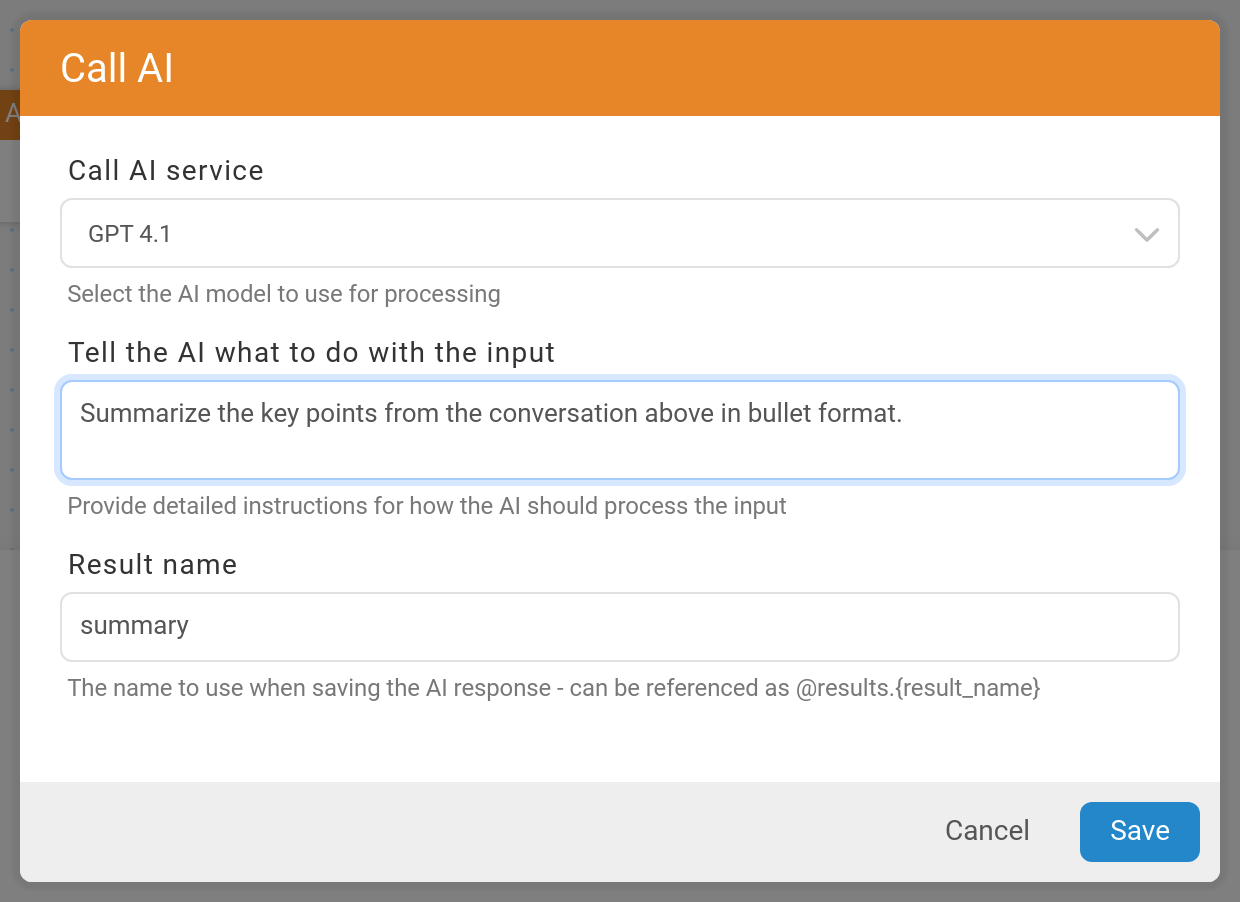 Call AI
A
Call AI service
GPT 4.1
Select the AI model to use for processing
Tell the AI what to do with the input
Summarize the key points from the conversation above in bullet format.
Provide detailed instructions for how the AI should process the input
Result name
summary
The name to use when saving the AI response - can be referenced as @results.{result_name}
Cancel
Save